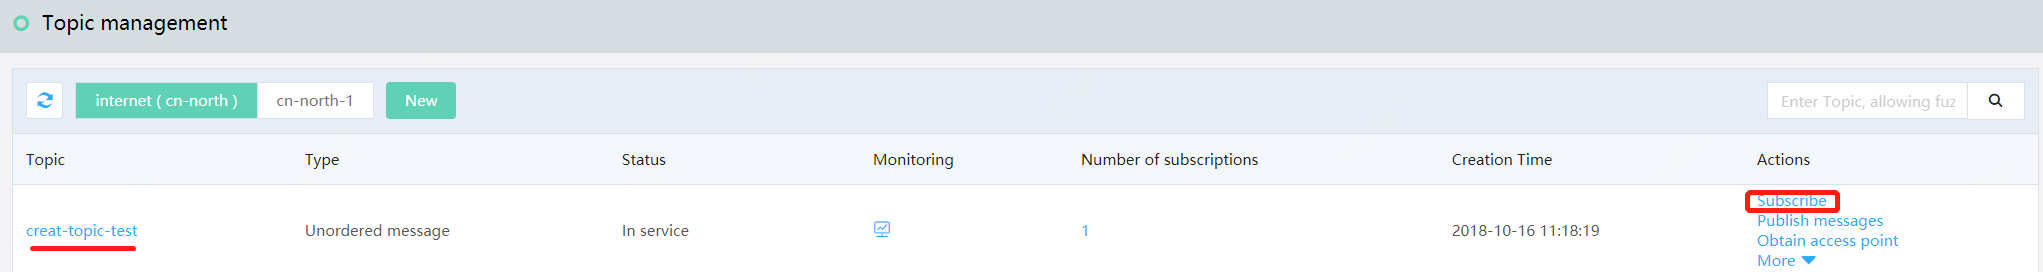 Topic management
internet ( cn-north ) cn-north-1 New Enter Topic, allowing fuz
Topic Type Status Monitoring Number of subscriptions Creation Time Actions
creat-topic-test Unordered message In service 1 2018-10-16 11:18:19
Subscribe
Publish messages
Obtain access point
More